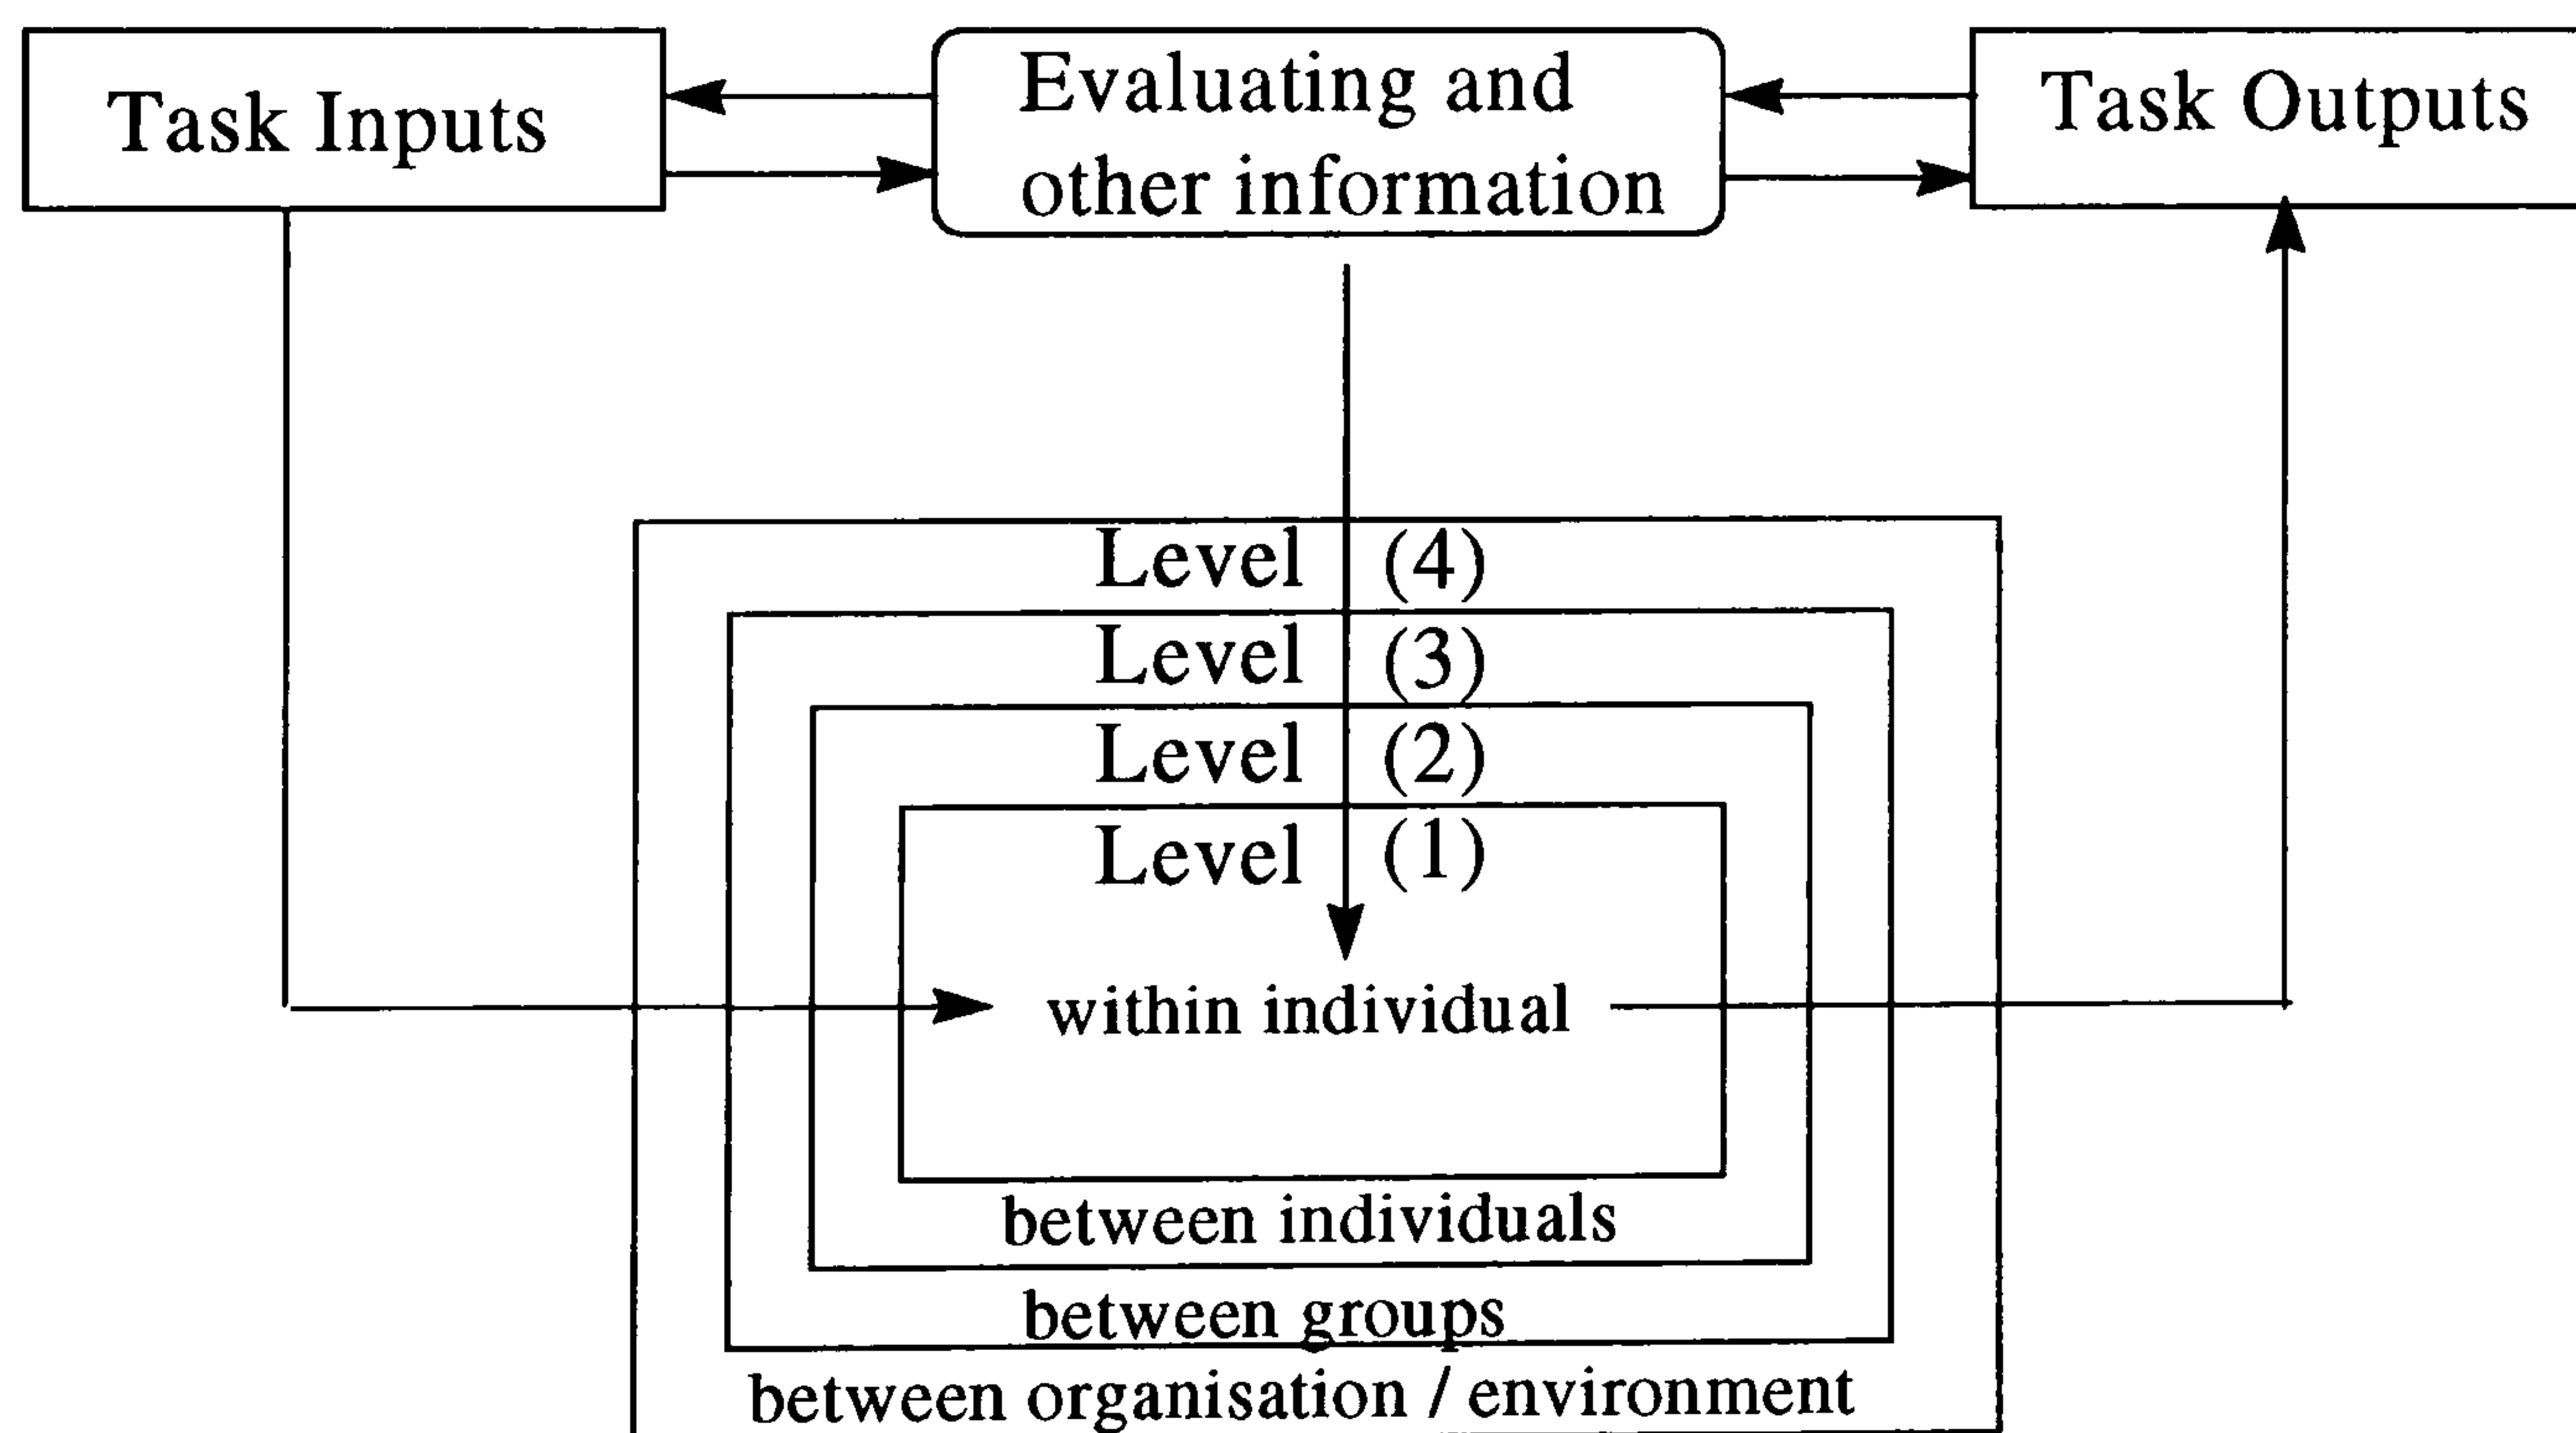 Task Inputs
Evaluating and
other information
Task Outputs
Level (4)
Level (3)
Level (2)
Level (1)
within individual
between individuals
between groups
between organisation / environment